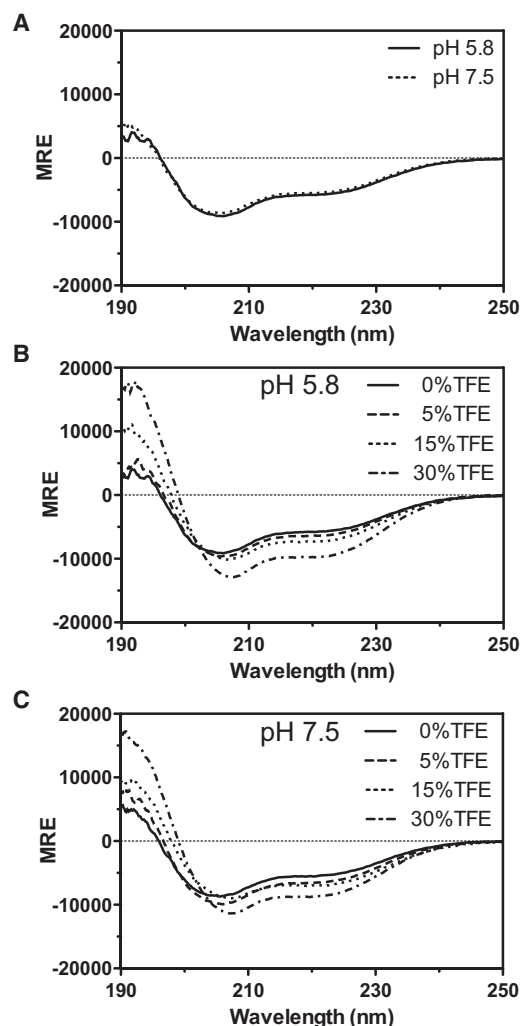 A
20000
10000
0
-10000
-20000
MRE
pH 5.8
pH 7.5
190
210
230
250
Wavelength (nm)
B
20000
10000
0
-10000
-20000
MRE
pH 5.8
0%TFE
5%TFE
15%TFE
30%TFE
190
210
230
250
Wavelength (nm)
C
20000
10000
0
-10000
-20000
MRE
pH 7.5
0%TFE
5%TFE
15%TFE
30%TFE
190
210
230
250
Wavelength (nm)